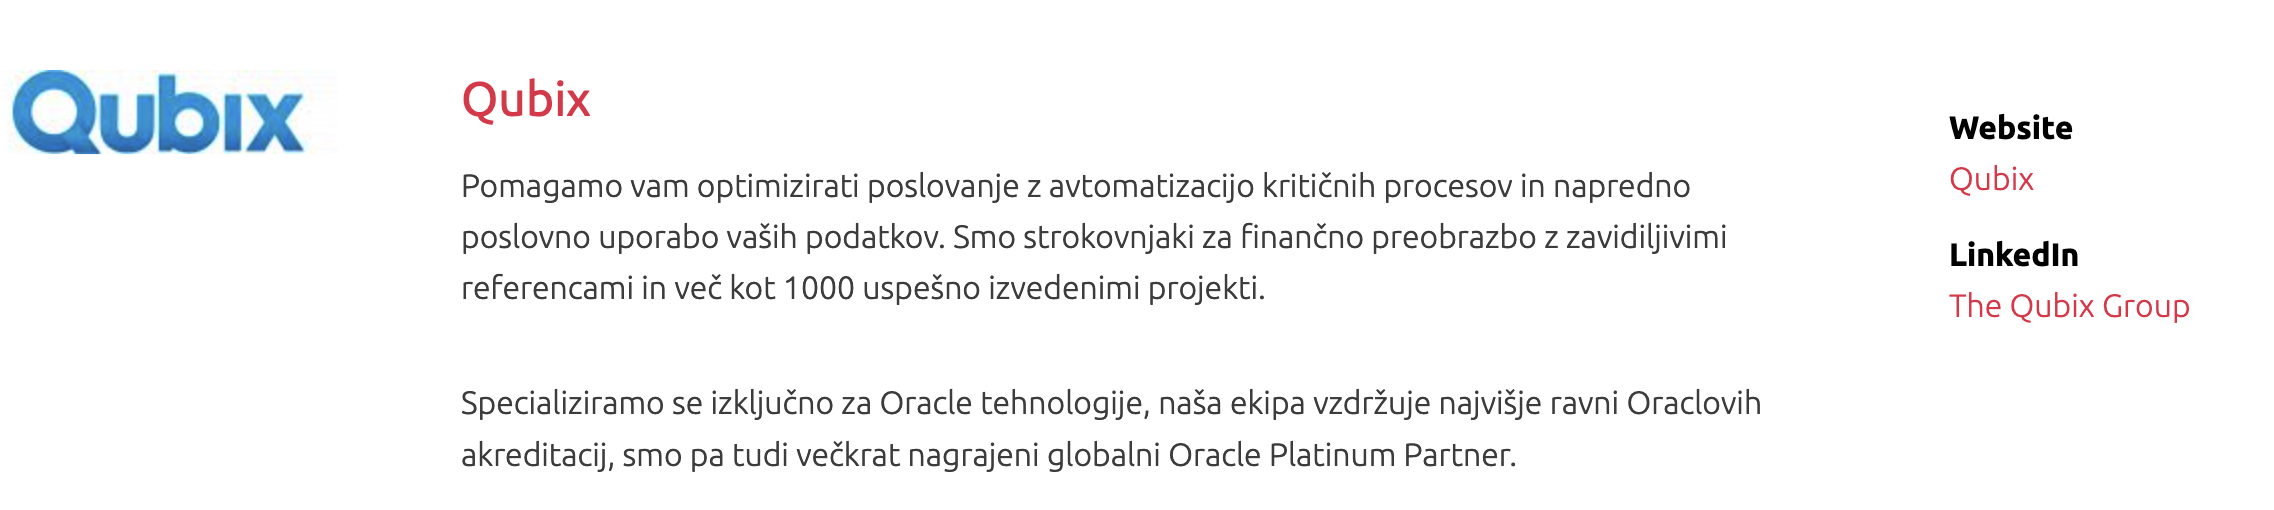 Qubix
Qubix
Pomagamo vam optimizirati poslovanje z avtomatizacijo kritičnih procesov in napredno
poslovno uporabo vaših podatkov. Smo strokovnjaki za finančno preobrazbo z zavidiljivimi
referencami in več kot 1000 uspešno izvedenimi projekti.
Specializiramo se izključno za Oracle tehnologije, naša ekipa vzdržuje najvišje ravni Oraclovih
akreditacij, smo pa tudi večkrat nagrajeni globalni Oracle Platinum Partner.
Website
Qubix
LinkedIn
The Qubix Group